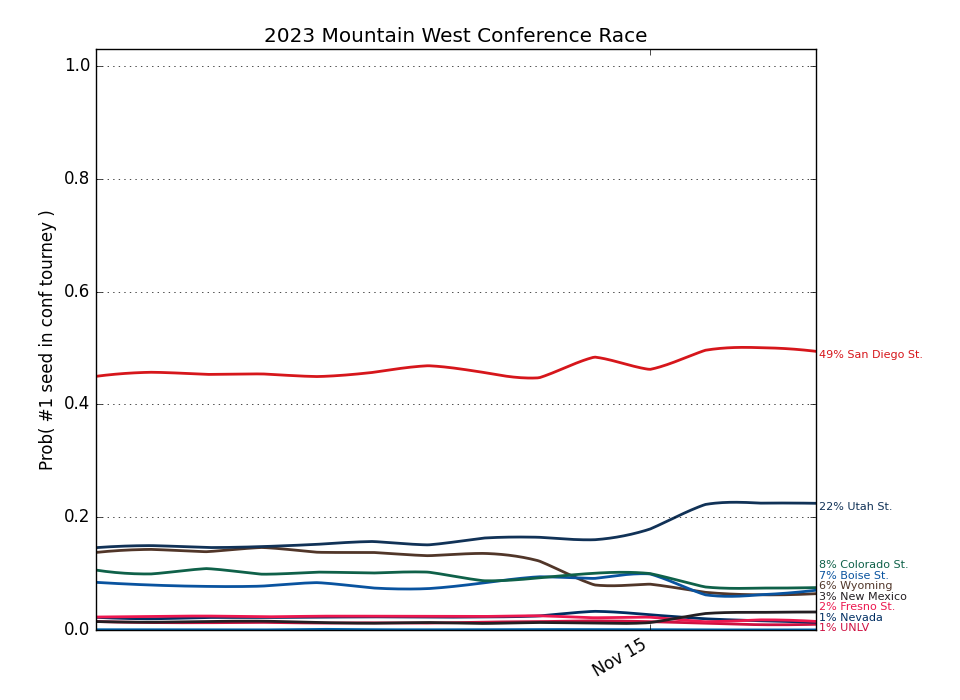 2023 Mountain West Conference Race
Prob( #1 seed in conf tourney )
1.0
0.8
0.6
0.4
0.2
0.0
Nov 15
49% San Diego St.
22% Utah St.
8% Colorado St.
7% Boise St.
6% Wyoming
3% New Mexico
2% Fresno St.
1% Nevada
1% UNLV